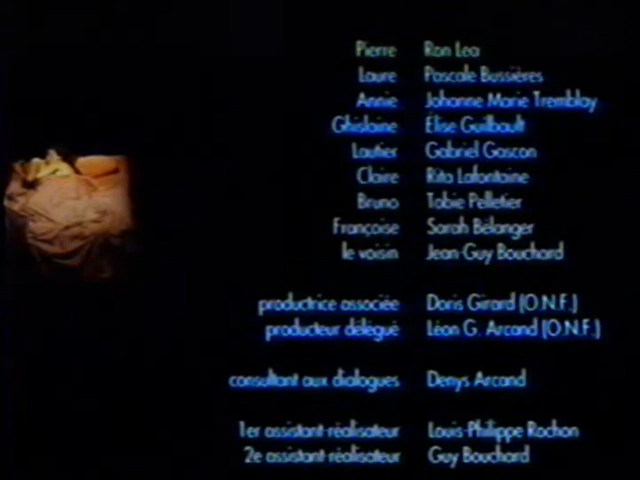 Pierre Ron Lea
Laure Pascale Bussières
Annie Johanne Marie Tremblay
Ghislaine Élise Guilbault
Lautier Gabriel Gascon
Claire Rita Lafontaine
Bruno Tobie Pelletier
Françoise Sarah Bélanger
le voisin Jean-Guy Bouchard
productrice associée Doris Girard (O.N.F.)
producteur délégué Léon G. Arcand (O.N.F.)
consultant aux dialogues Denys Arcand
1er assistant-réalisateur Louis-Philippe Rochon
2e assistant-réalisateur Guy Bouchard